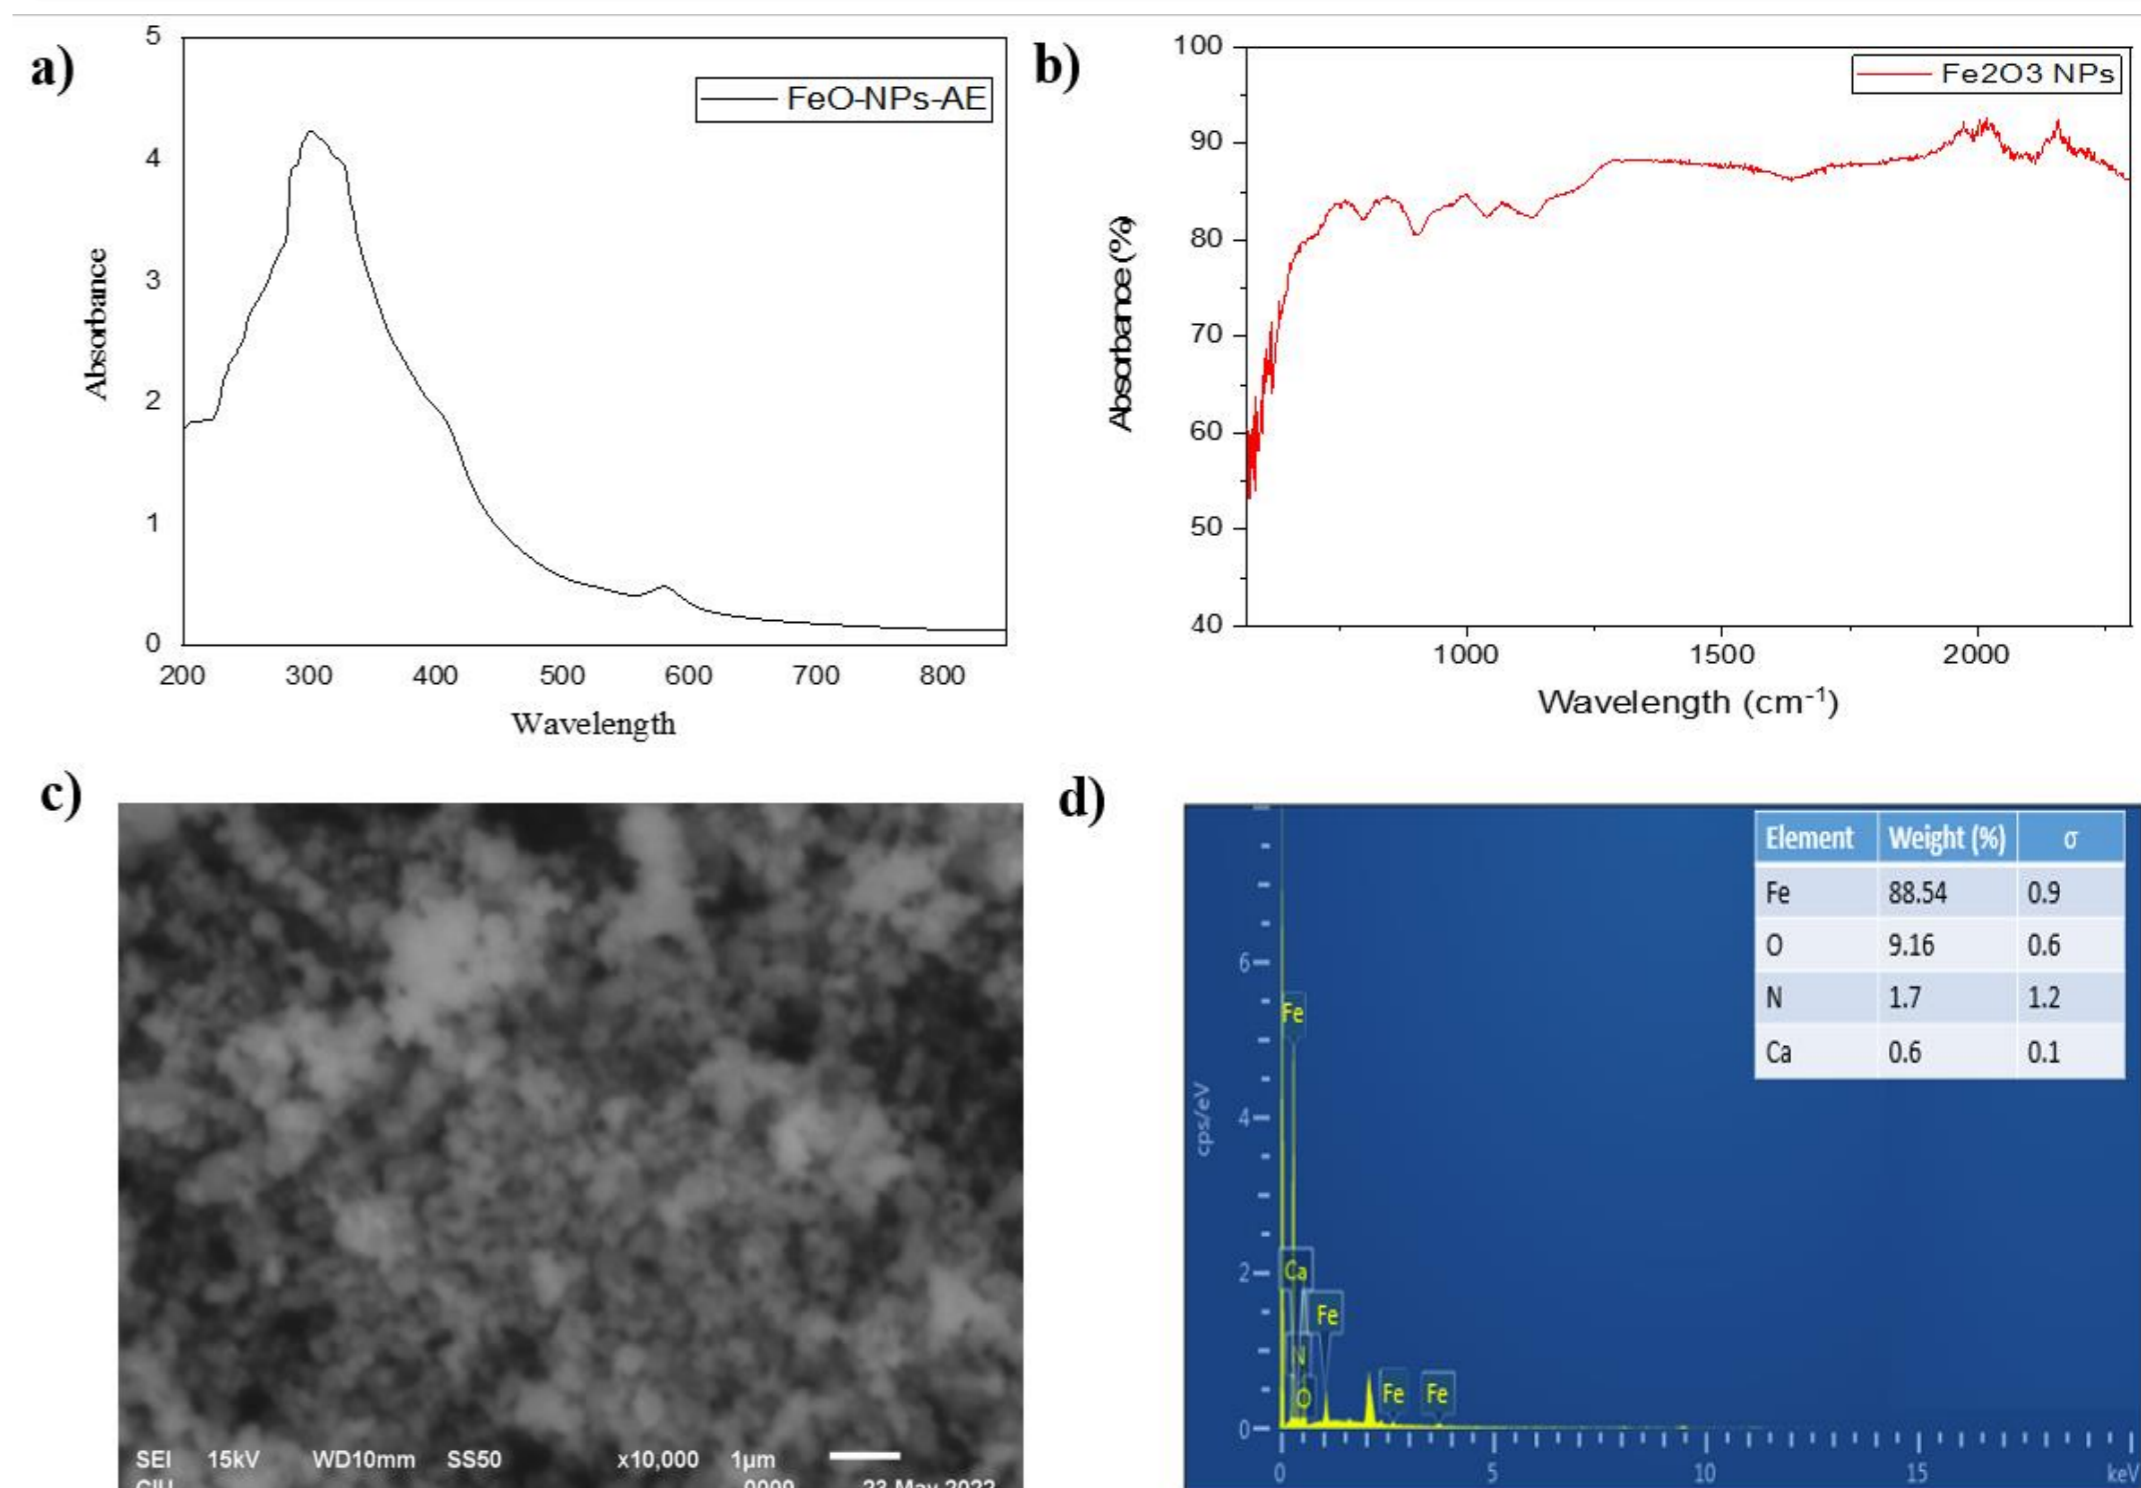 a)
5
4
3
2
1
0
Absorbance
FeO-NPs-AE
200 300 400 500 600 700 800
Wavelength
b)
100
90
80
70
60
50
40
Absorbance (%)
Fe2O3 NPs
1000 1500 2000
Wavelength (cm⁻¹)
c)
SEI 15kV WD10mm SS50 x10,000 1μm
23 May 2022
d)
Element Weight (%) σ
Fe 88.54 0.9
O 9.16 0.6
N 1.7 1.2
Ca 0.6 0.1
6
4
2
0
cps/eV
Fe
Ca
Fe
N
O
Fe
Fe
0 5 10 15 keV